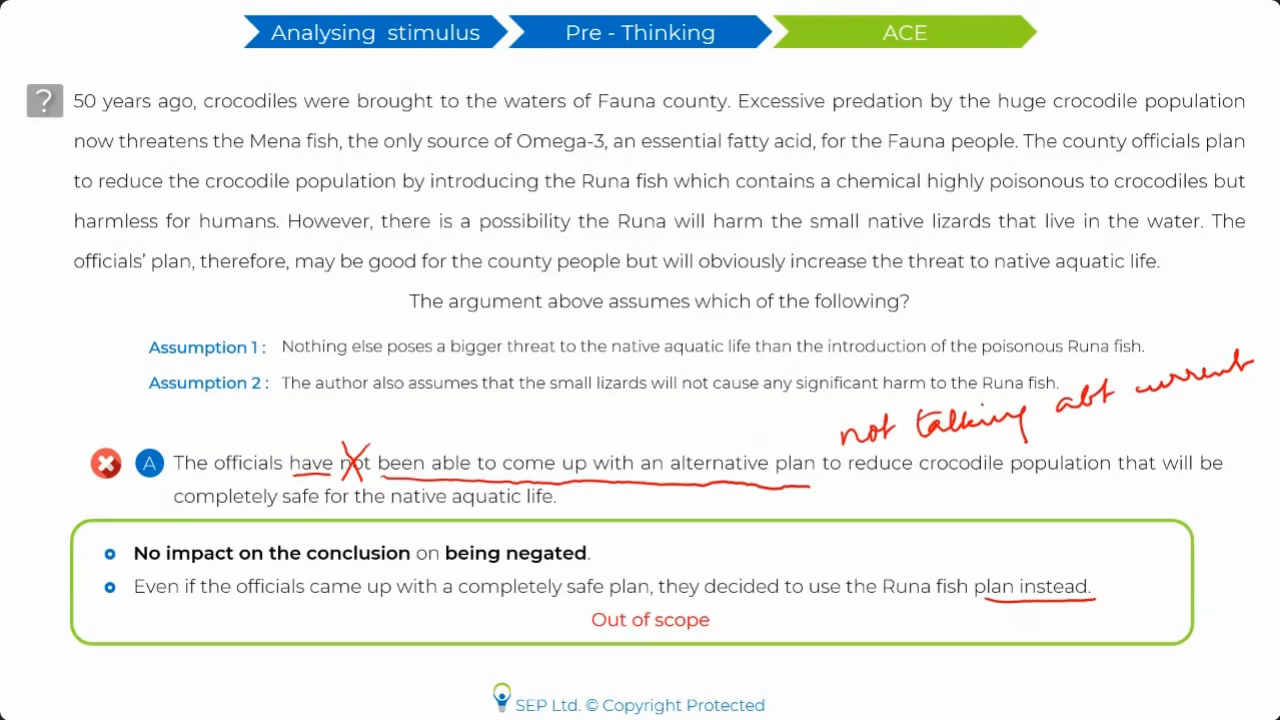 Analysing stimulus
Pre - Thinking
ACE
?
50 years ago, crocodiles were brought to the waters of Fauna county. Excessive predation by the huge crocodile population
now threatens the Mena fish, the only source of Omega-3, an essential fatty acid, for the Fauna people. The county officials plan
to reduce the crocodile population by introducing the Runa fish which contains a chemical highly poisonous to crocodiles but
harmless for humans. However, there is a possibility the Runa will harm the small native lizards that live in the water. The
officials' plan, therefore, may be good for the county people but will obviously increase the threat to native aquatic life.
The argument above assumes which of the following?
Assumption 1 : Nothing else poses a bigger threat to the native aquatic life than the introduction of the poisonous Runa fish.
Assumption 2 : The author also assumes that the small lizards will not cause any significant harm to the Runa fish.
not talking abt current
A The officials have not been able to come up with an alternative plan to reduce crocodile population that will be
completely safe for the native aquatic life.
No impact on the conclusion on being negated.
Even if the officials came up with a completely safe plan, they decided to use the Runa fish plan instead.
Out of scope
SEP Ltd. © Copyright Protected